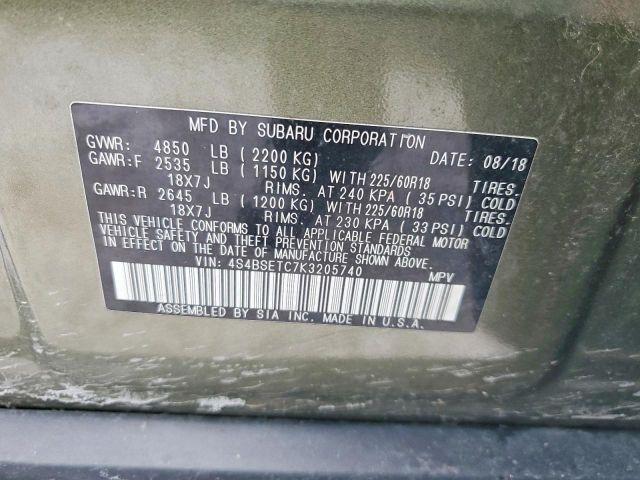 MFD BY SUBARU CORPORATION
GVWR: 4850 LB (2200 KG) DATE: 08/18
GAWR:F 2535 LB (1150 KG) WITH 225/60R18 TIRES.
18X7J RIMS. AT 240 KPA (35 PSI) COLD
GAWR:R 2645 LB (1200 KG) WITH 225/60R18 TIRES.
18X7J RIMS. AT 230 KPA (33 PSI) COLD
THIS VEHICLE CONFORMS TO ALL APPLICABLE FEDERAL MOTOR
VEHICLE SAFETY AND THEFT PREVENTION STANDARDS
IN EFFECT ON THE DATE OF MANUFACTURE SHOWN ABOVE.
VIN: 4S4BSETC7K3205740 MPV
ASSEMBLED BY SIA INC. MADE IN U.S.A.